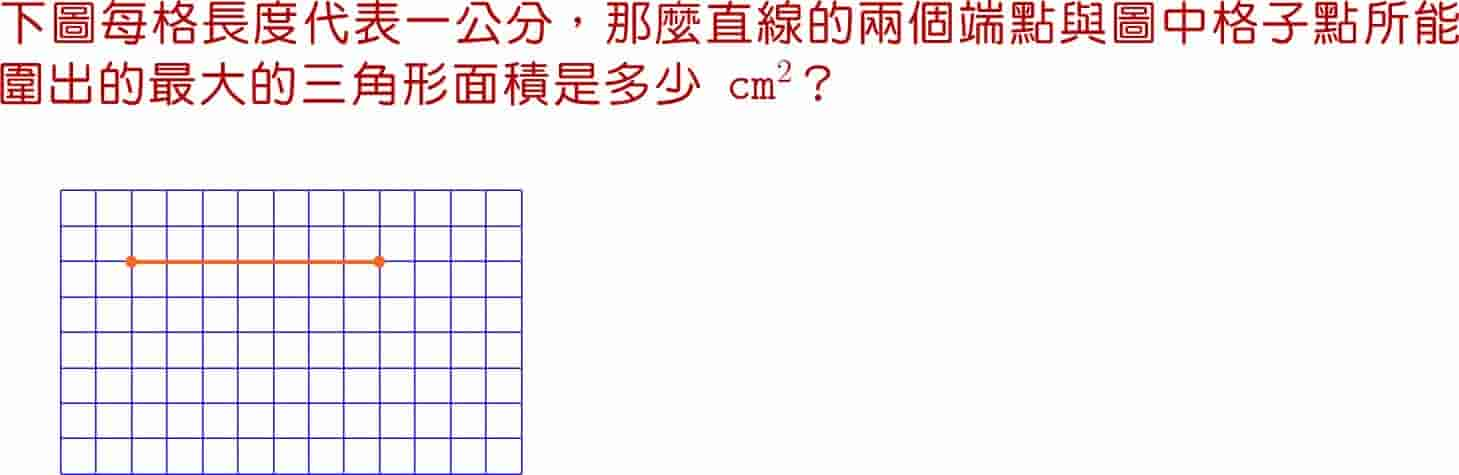 下圖每格長度代表一公分，那麼直線的兩個端點與圖中格子點所能
圍出的最大的三角形面積是多少 cm²？